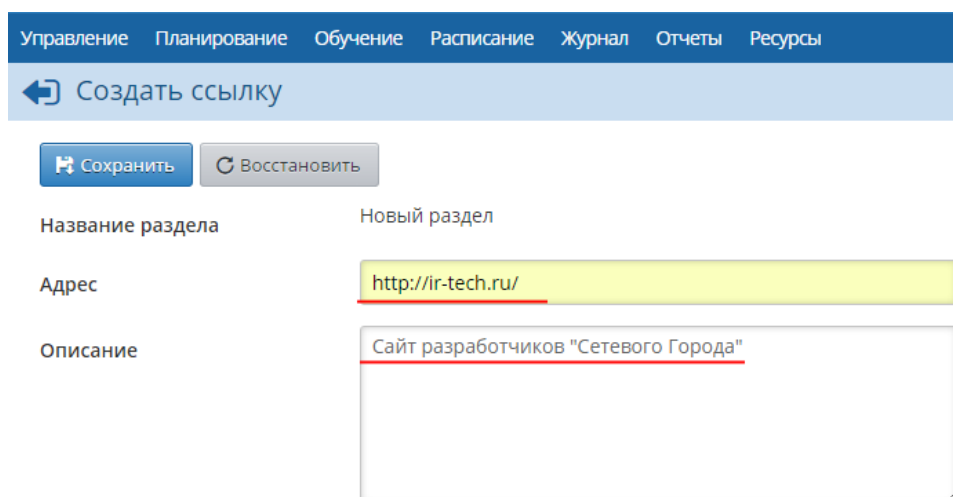 Управление Планирование Обучение Расписание Журнал Отчеты Ресурсы
Создать ссылку
Сохранить Восстановить
Название раздела Новый раздел
Адрес http://ir-tech.ru/
Описание Сайт разработчиков "Сетевого Города"